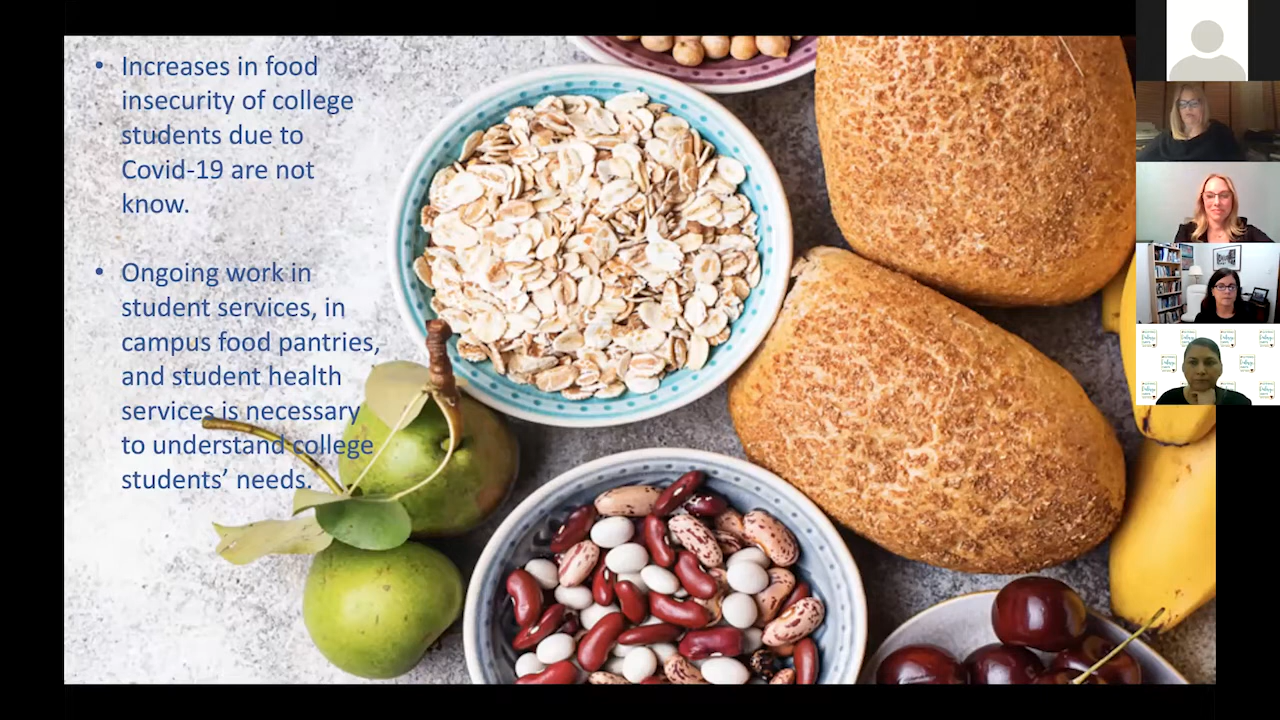 • Increases in food
insecurity of college
students due to
Covid-19 are not
know.
• Ongoing work in
student services, in
campus food pantries,
and student health
services is necessary
to understand college
students’ needs.